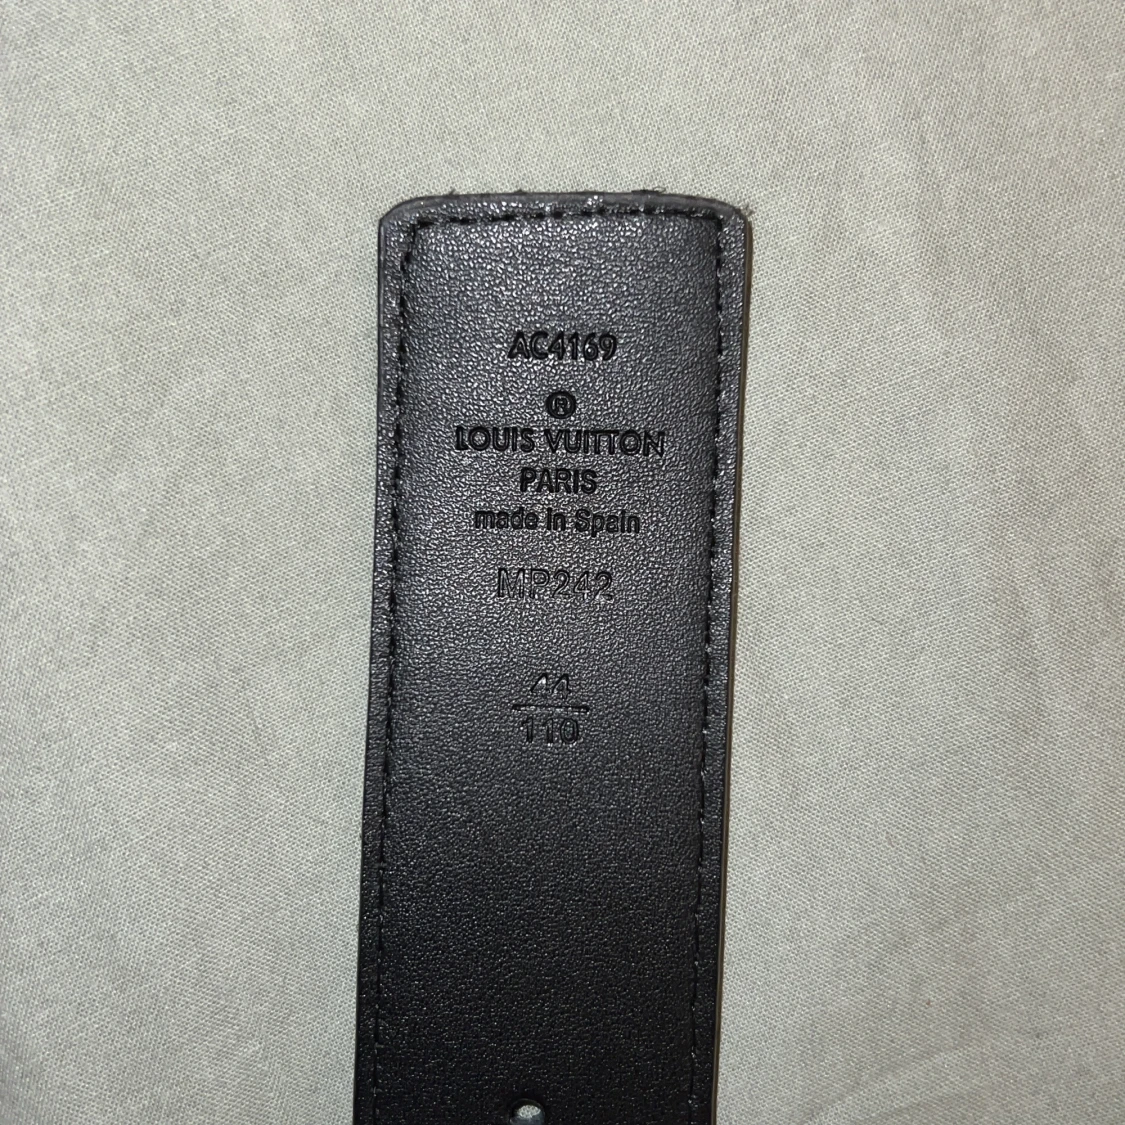 AC4169
®
LOUIS VUITTON
PARIS
made in Spain
MP242
44
110